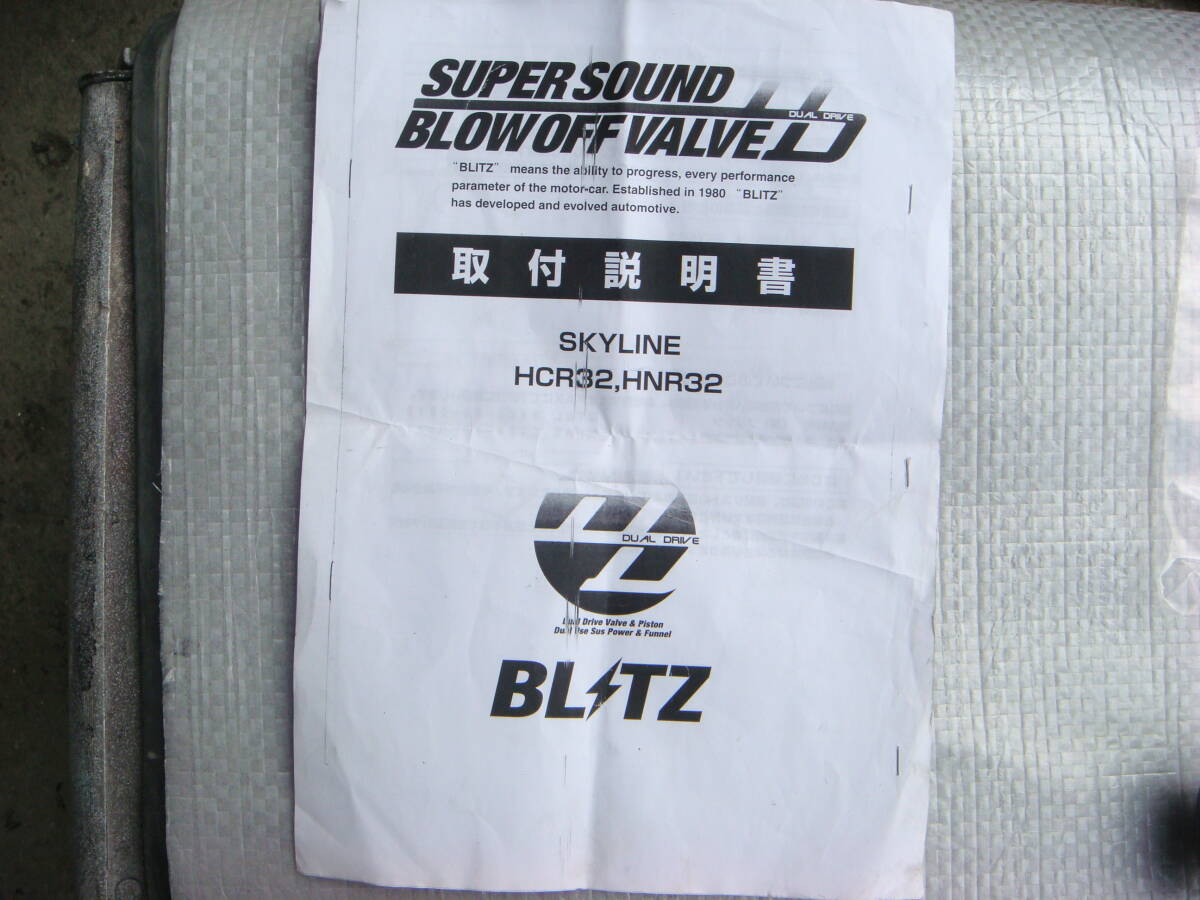 SUPER SOUND
BLOW OFF VALVE
DUAL DRIVE
"BLITZ" means the ability to progress, every performance
parameter of the motor-car. Established in 1980 "BLITZ"
has developed and evolved automotive.
取付説明書
SKYLINE
HCR32,HNR32
DUAL DRIVE
Dual Drive Valve & Piston
Dual Use Sus Power & Funnel
BLITZ